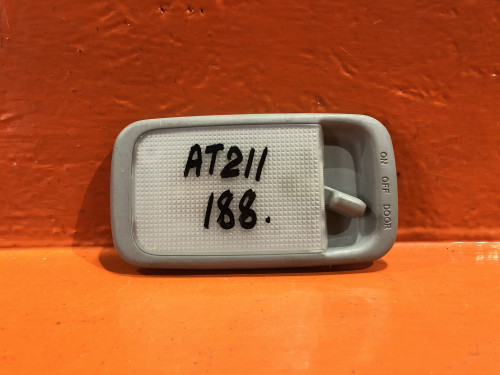 AT211
188.
ON OFF DOOR